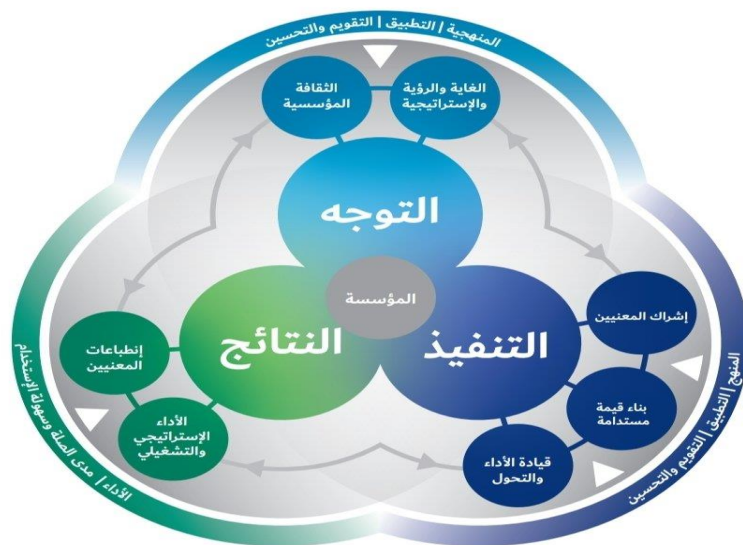 المنهجية | التطبيق | التقويم والتحسين
الغاية والرؤية
والإستراتيجية
الثقافة
المؤسسية
التوجه
المؤسسة
التنفيذ
النتائج
إشراك المعنيين
بناء قيمة
مستدامة
قيادة الأداء
والتحول
إنطباعات
المعنيين
الأداء
الإستراتيجي
والتشغيلي
المنهج | التطبيق | التقويم والتحسين
الأداء | مدى الصلة وسهولة الإستخدام